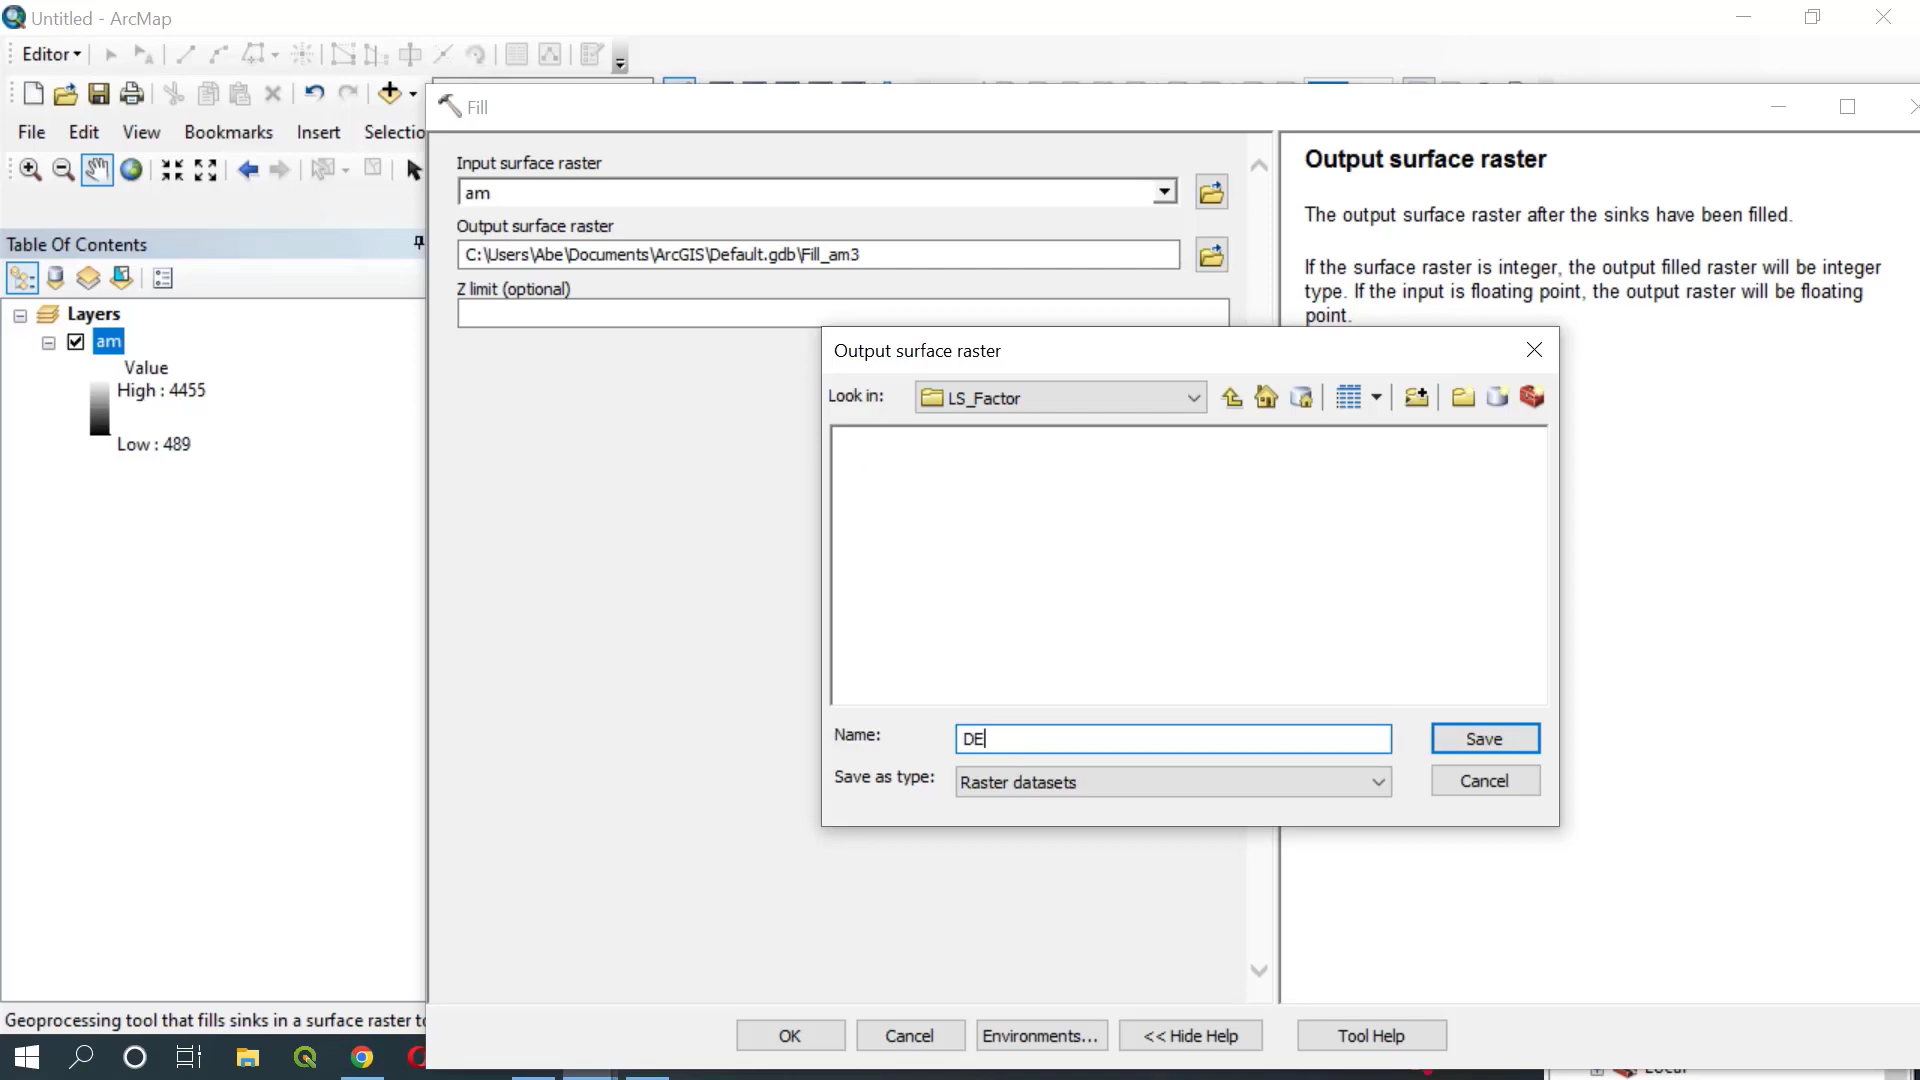 Untitled - ArcMap
Editor
Fill
File Edit View Bookmarks Insert Selectio
Input surface raster
am
Output surface raster
C:\Users\Abe\Documents\ArcGIS\Default.gdb\Fill_am3
Z limit (optional)
Output surface raster
The output surface raster after the sinks have been filled.
If the surface raster is integer, the output filled raster will be integer
type. If the input is floating point, the output raster will be floating
point.
Table Of Contents
Layers
am
Value
High : 4455
Low : 489
Output surface raster
Look in: LS_Factor
Name: DE
Save
Save as type: Raster datasets
Cancel
Geoprocessing tool that fills sinks in a surface raster to
OK Cancel Environments... << Hide Help Tool Help